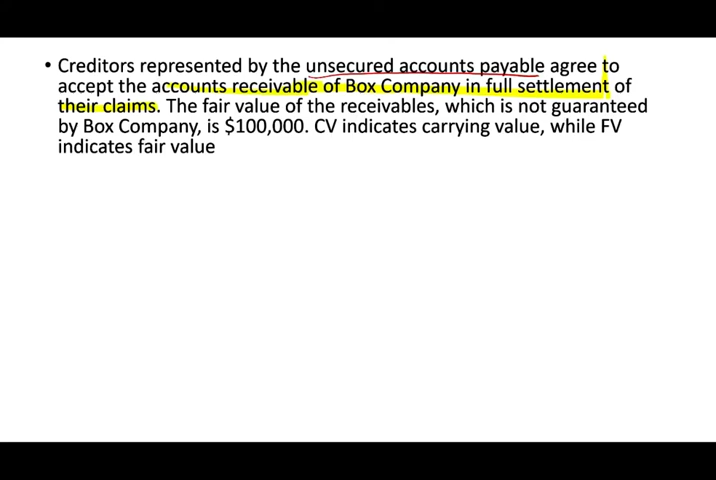 • Creditors represented by the unsecured accounts payable agree to
accept the accounts receivable of Box Company in full settlement of
their claims. The fair value of the receivables, which is not guaranteed
by Box Company, is $100,000. CV indicates carrying value, while FV
indicates fair value